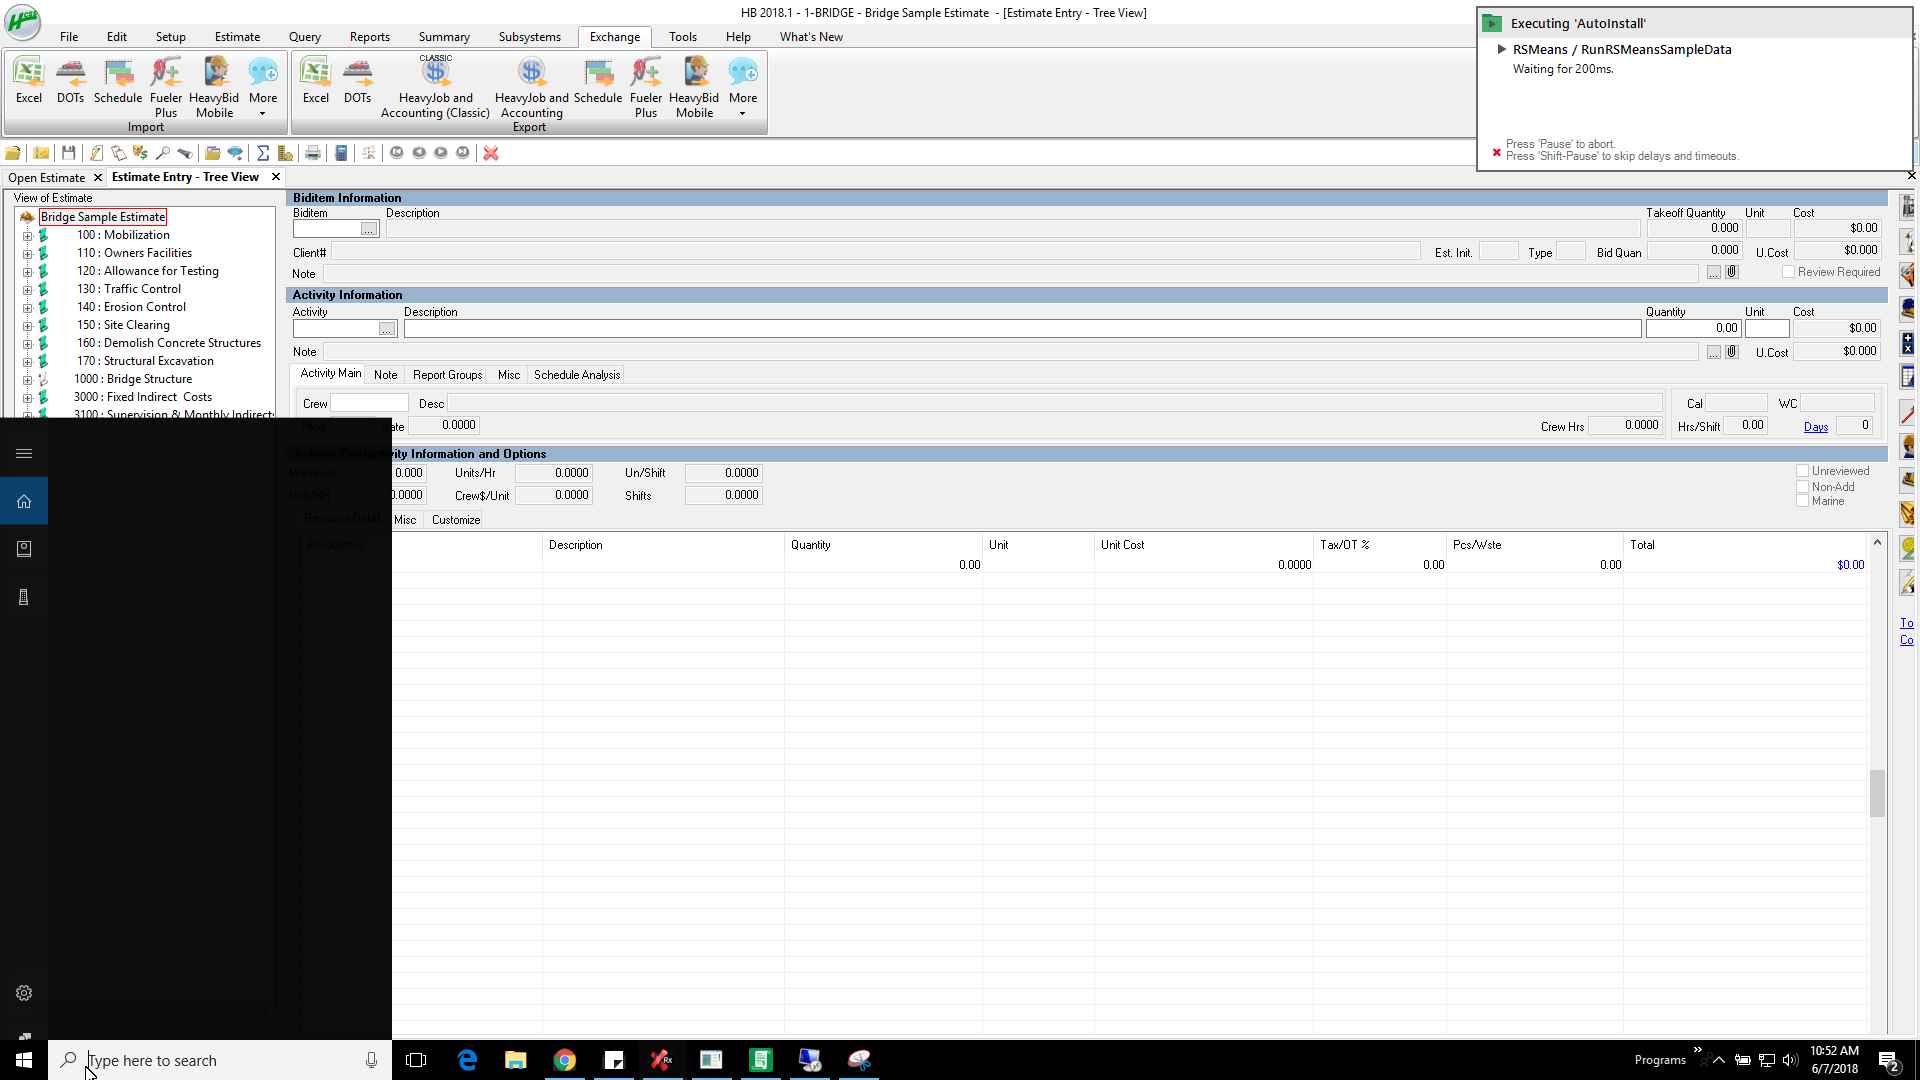 HB 2018.1 - 1-BRIDGE - Bridge Sample Estimate - [Estimate Entry - Tree View]
File Edit Setup Estimate Query Reports Summary Subsystems Exchange Tools Help What's New
Executing 'AutoInstall'
RSMeans / RunRSMeansSampleData
Waiting for 200ms.
Press 'Pause' to abort.
Press 'Shift-Pause' to skip delays and timeouts.
CLASSIC
Excel DOTs Schedule Fueler Plus HeavyBid Mobile More
Import
Excel DOTs HeavyJob and Accounting (Classic) HeavyJob and Accounting Schedule Fueler Plus HeavyBid Mobile More
Export
Open Estimate Estimate Entry - Tree View
View of Estimate
Bridge Sample Estimate
100 : Mobilization
110 : Owners Facilities
120 : Allowance for Testing
130 : Traffic Control
140 : Erosion Control
150 : Site Clearing
160 : Demolish Concrete Structures
170 : Structural Excavation
1000 : Bridge Structure
3000 : Fixed Indirect Costs
3100 : Supervision & Monthly Indirect
Biditem Information
Biditem Description Takeoff Quantity Unit Cost
... 0.000 $0.00
Client# Est. Init. Type Bid Quan 0.000 U.Cost $0.000
Note ... Review Required
Activity Information
Activity Description Quantity Unit Cost
... 0.00 $0.00
Note ... U.Cost $0.000
Activity Main Note Report Groups Misc Schedule Analysis
Crew Desc Cal WC
ate 0.0000 Crew Hrs 0.0000 Hrs/Shift 0.00 Days 0
vity Information and Options
0.000 Units/Hr 0.0000 Un/Shift 0.0000 Unreviewed
0.0000 Crew$/Unit 0.0000 Shifts 0.0000 Non-Add
Marine
Misc Customize
Description Quantity Unit Unit Cost Tax/OT % Pcs/Wste Total
0.00 0.0000 0.00 0.00 $0.00
To
Co
Type here to search
Programs
10:52 AM
6/7/2018
2